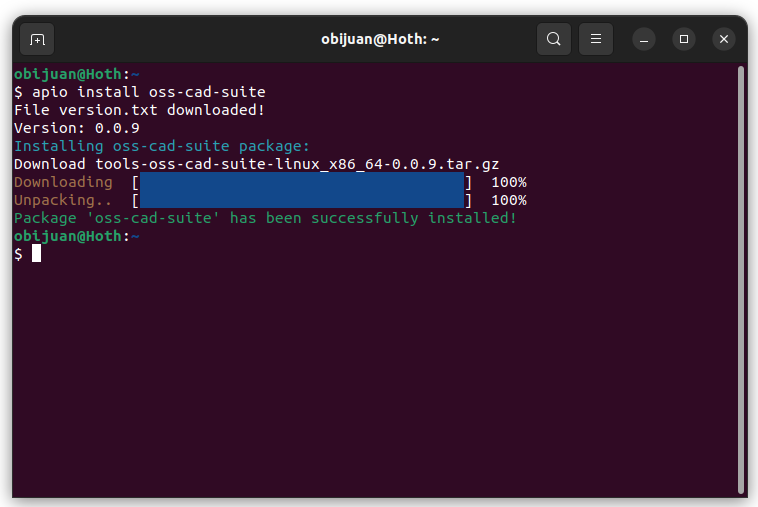 obijuan@Hoth: ~
obijuan@Hoth:~
$ apio install oss-cad-suite
File version.txt downloaded!
Version: 0.0.9
Installing oss-cad-suite package:
Download tools-oss-cad-suite-linux_x86_64-0.0.9.tar.gz
Downloading [ ] 100%
Unpacking.. [ ] 100%
Package 'oss-cad-suite' has been successfully installed!
obijuan@Hoth:~
$